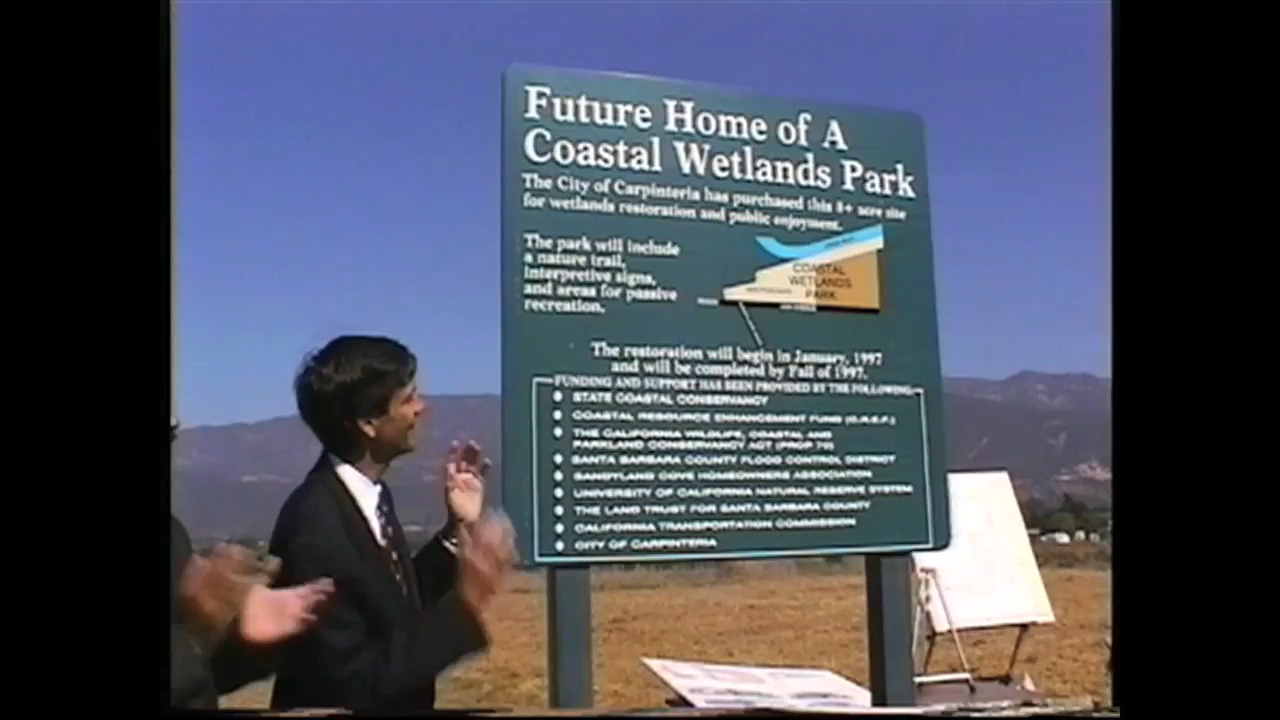 Future Home of A
Coastal Wetlands Park
The City of Carpinteria has purchased this 8+ acre site
for wetlands restoration and public enjoyment.
The park will include
a nature trail,
interpretive signs,
and areas for passive
recreation.
COASTAL
WETLANDS
PARK
The restoration will begin in January, 1997
and will be completed by Fall of 1997.
FUNDING AND SUPPORT HAS BEEN PROVIDED BY THE FOLLOWING:
STATE COASTAL CONSERVANCY
COASTAL RESOURCE ENHANCEMENT FUND (C.R.E.F.)
THE CALIFORNIA WILDLIFE, COASTAL AND
PARKLAND CONSERVANCY ACT (PROP 70)
SANTA BARBARA COUNTY FLOOD CONTROL DISTRICT
SANDYLAND COVE HOMEOWNERS ASSOCIATION
UNIVERSITY OF CALIFORNIA NATURAL RESERVE SYSTEM
THE LAND TRUST FOR SANTA BARBARA COUNTY
CALIFORNIA TRANSPORTATION COMMISSION
CITY OF CARPINTERIA